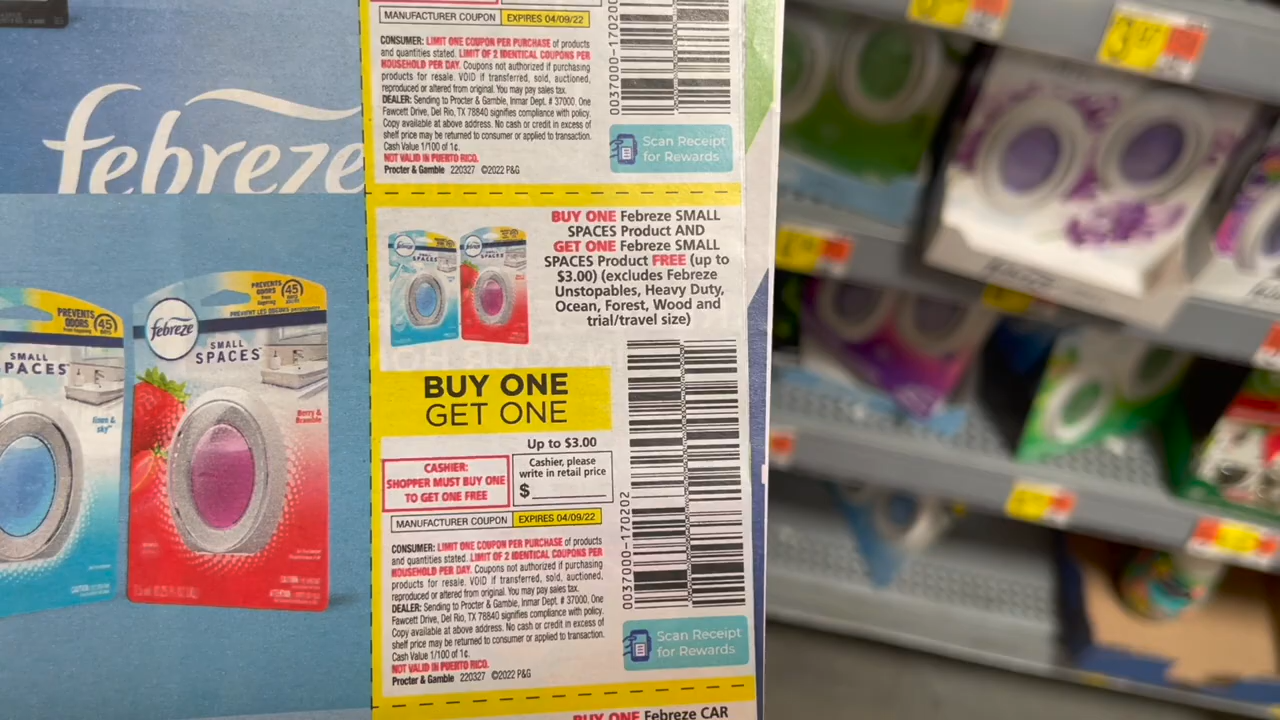 febreze
PREVENTS
ODORS
45
SMALL
SPACES
Linen &
sky
PREVENTS
ODORS
45
DAYS
febreze
SMALL
SPACES
Berry &
Bramble
MANUFACTURER COUPON EXPIRES 04/09/22
CONSUMER: LIMIT ONE COUPON PER PURCHASE of products
and quantities stated. LIMIT OF 2 IDENTICAL COUPONS PER
HOUSEHOLD PER DAY. Coupons not authorized if purchasing
products for resale. VOID if transferred, sold, auctioned,
reproduced or altered from original. You may pay sales tax.
DEALER: Sending to Procter & Gamble, Inmar Dept. # 37000, One
Fawcett Drive, Del Rio, TX 78840 signifies compliance with policy.
Copy available at above address. No cash or credit in excess of
shelf price may be returned to consumer or applied to transaction.
Cash Value 1/100 of 1¢.
NOT VALID IN PUERTO RICO.
Procter & Gamble 220327 ©2022 P&G
0037000-17020
Scan Receipt
for Rewards
BUY ONE Febreze SMALL
SPACES Product AND
GET ONE Febreze SMALL
SPACES Product FREE (up to
$3.00) (excludes Febreze
Unstopables, Heavy Duty,
Ocean, Forest, Wood and
trial/travel size)
BUY ONE
GET ONE
Up to $3.00
CASHIER:
SHOPPER MUST BUY ONE
TO GET ONE FREE
Cashier, please
write in retail price
$
MANUFACTURER COUPON EXPIRES 04/09/22
CONSUMER: LIMIT ONE COUPON PER PURCHASE of products
and quantities stated. LIMIT OF 2 IDENTICAL COUPONS PER
HOUSEHOLD PER DAY. Coupons not authorized if purchasing
products for resale. VOID if transferred, sold, auctioned,
reproduced or altered from original. You may pay sales tax.
DEALER: Sending to Procter & Gamble, Inmar Dept. # 37000, One
Fawcett Drive, Del Rio, TX 78840 signifies compliance with policy.
Copy available at above address. No cash or credit in excess of
shelf price may be returned to consumer or applied to transaction.
Cash Value 1/100 of 1¢.
NOT VALID IN PUERTO RICO.
Procter & Gamble 220327 ©2022 P&G
0037000-170202
Scan Receipt
for Rewards
BUY ONE Febreze CAR